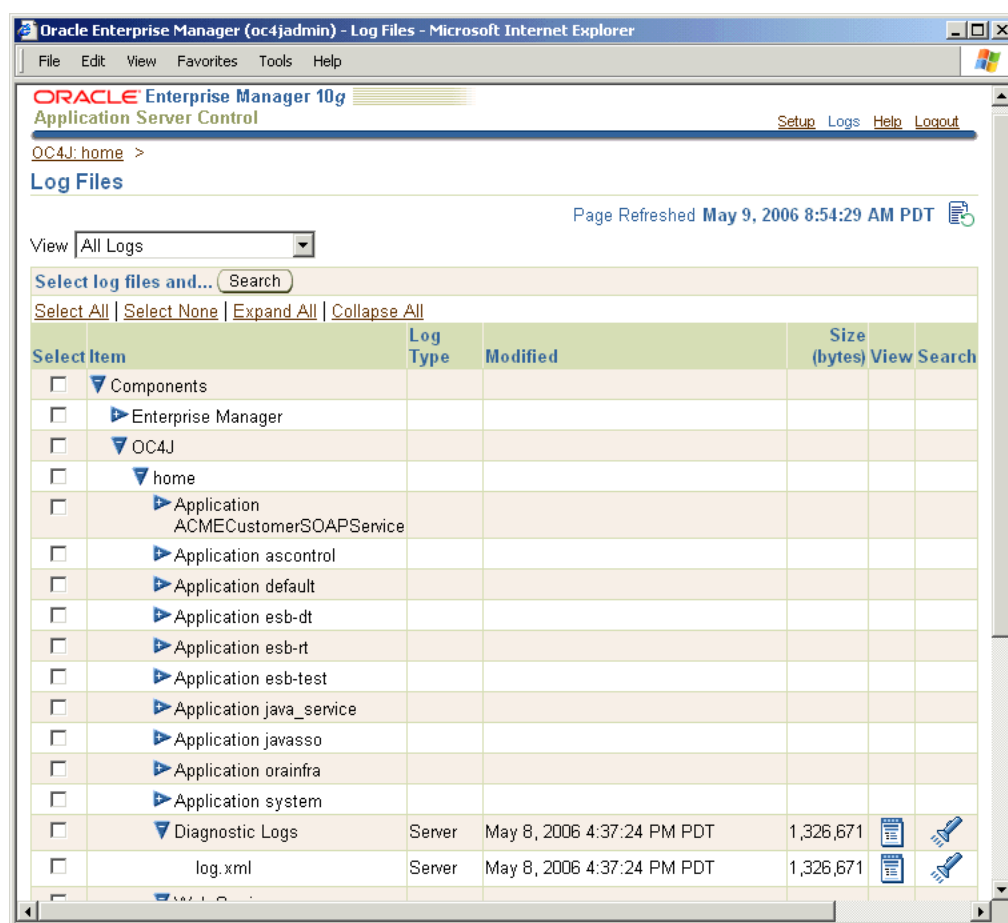 Oracle Enterprise Manager (oc4jadmin) - Log Files - Microsoft Internet Explorer
File Edit View Favorites Tools Help
ORACLE Enterprise Manager 10g
Application Server Control
Setup Logs Help Logout
OC4J: home >
Log Files
Page Refreshed May 9, 2006 8:54:29 AM PDT
View All Logs
Select log files and... Search
Select All | Select None | Expand All | Collapse All
Select Item Log Type Modified Size (bytes) View Search
Components
Enterprise Manager
OC4J
home
Application ACMECustomerSOAPService
Application ascontrol
Application default
Application esb-dt
Application esb-rt
Application esb-test
Application java_service
Application javasso
Application orainfra
Application system
Diagnostic Logs Server May 8, 2006 4:37:24 PM PDT 1,326,671
log.xml Server May 8, 2006 4:37:24 PM PDT 1,326,671